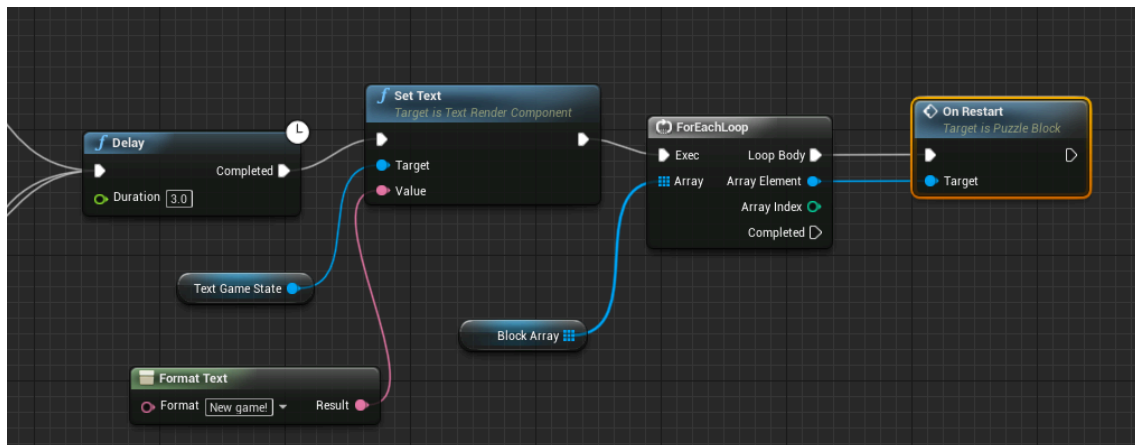 Delay
Completed
Duration 3.0
Set Text
Target is Text Render Component
Target
Value
Text Game State
Format Text
Format New game! Result
ForEachLoop
Exec Loop Body
Array Array Element
Array Index
Completed
Block Array
On Restart
Target is Puzzle Block
Target